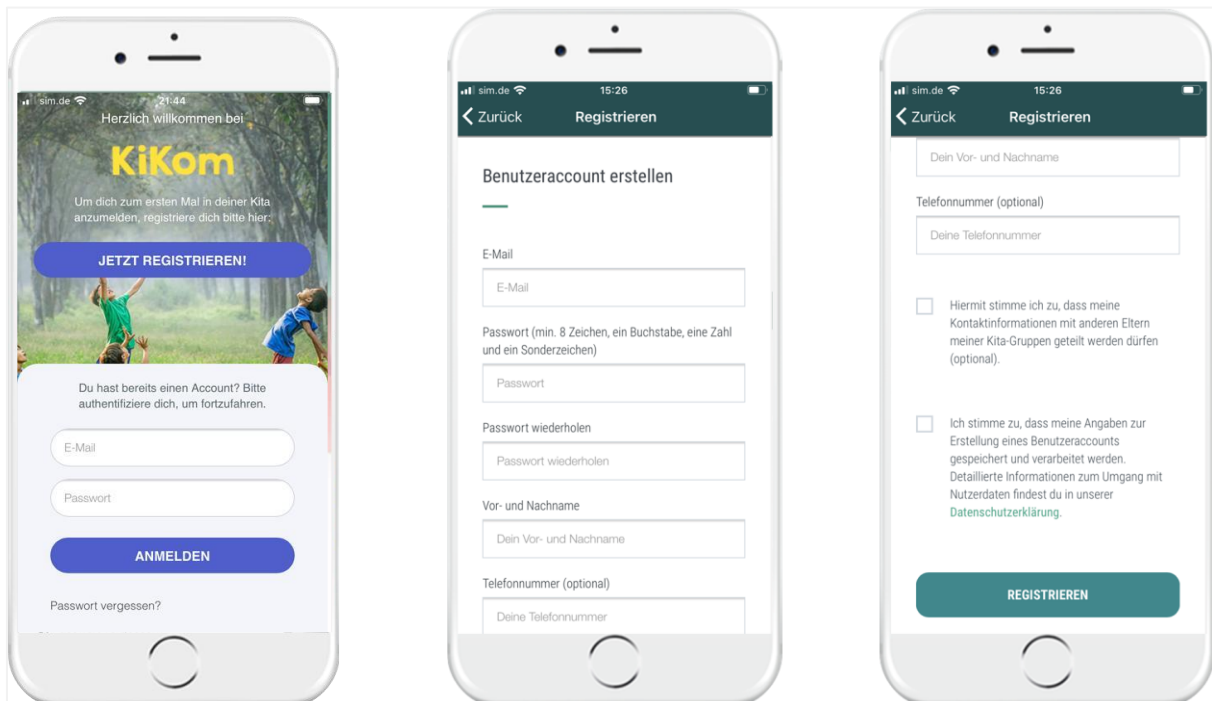 sim.de 21:44
Herzlich willkommen bei
KiKom
Um dich zum ersten Mal in deiner Kita
anzumelden, registriere dich bitte hier:
JETZT REGISTRIEREN!
Du hast bereits einen Account? Bitte
authentifiziere dich, um fortzufahren.
E-Mail
Passwort
ANMELDEN
Passwort vergessen?
sim.de 15:26
Zurück Registrieren
Benutzeraccount erstellen
E-Mail
E-Mail
Passwort (min. 8 Zeichen, ein Buchstabe, eine Zahl
und ein Sonderzeichen)
Passwort
Passwort wiederholen
Passwort wiederholen
Vor- und Nachname
Dein Vor- und Nachname
Telefonnummer (optional)
Deine Telefonnummer
sim.de 15:26
Zurück Registrieren
Dein Vor- und Nachname
Telefonnummer (optional)
Deine Telefonnummer
Hiermit stimme ich zu, dass meine
Kontaktinformationen mit anderen Eltern
meiner Kita-Gruppen geteilt werden dürfen
(optional).
Ich stimme zu, dass meine Angaben zur
Erstellung eines Benutzeraccounts
gespeichert und verarbeitet werden.
Detaillierte Informationen zum Umgang mit
Nutzerdaten findest du in unserer
Datenschutzerklärung.
REGISTRIEREN